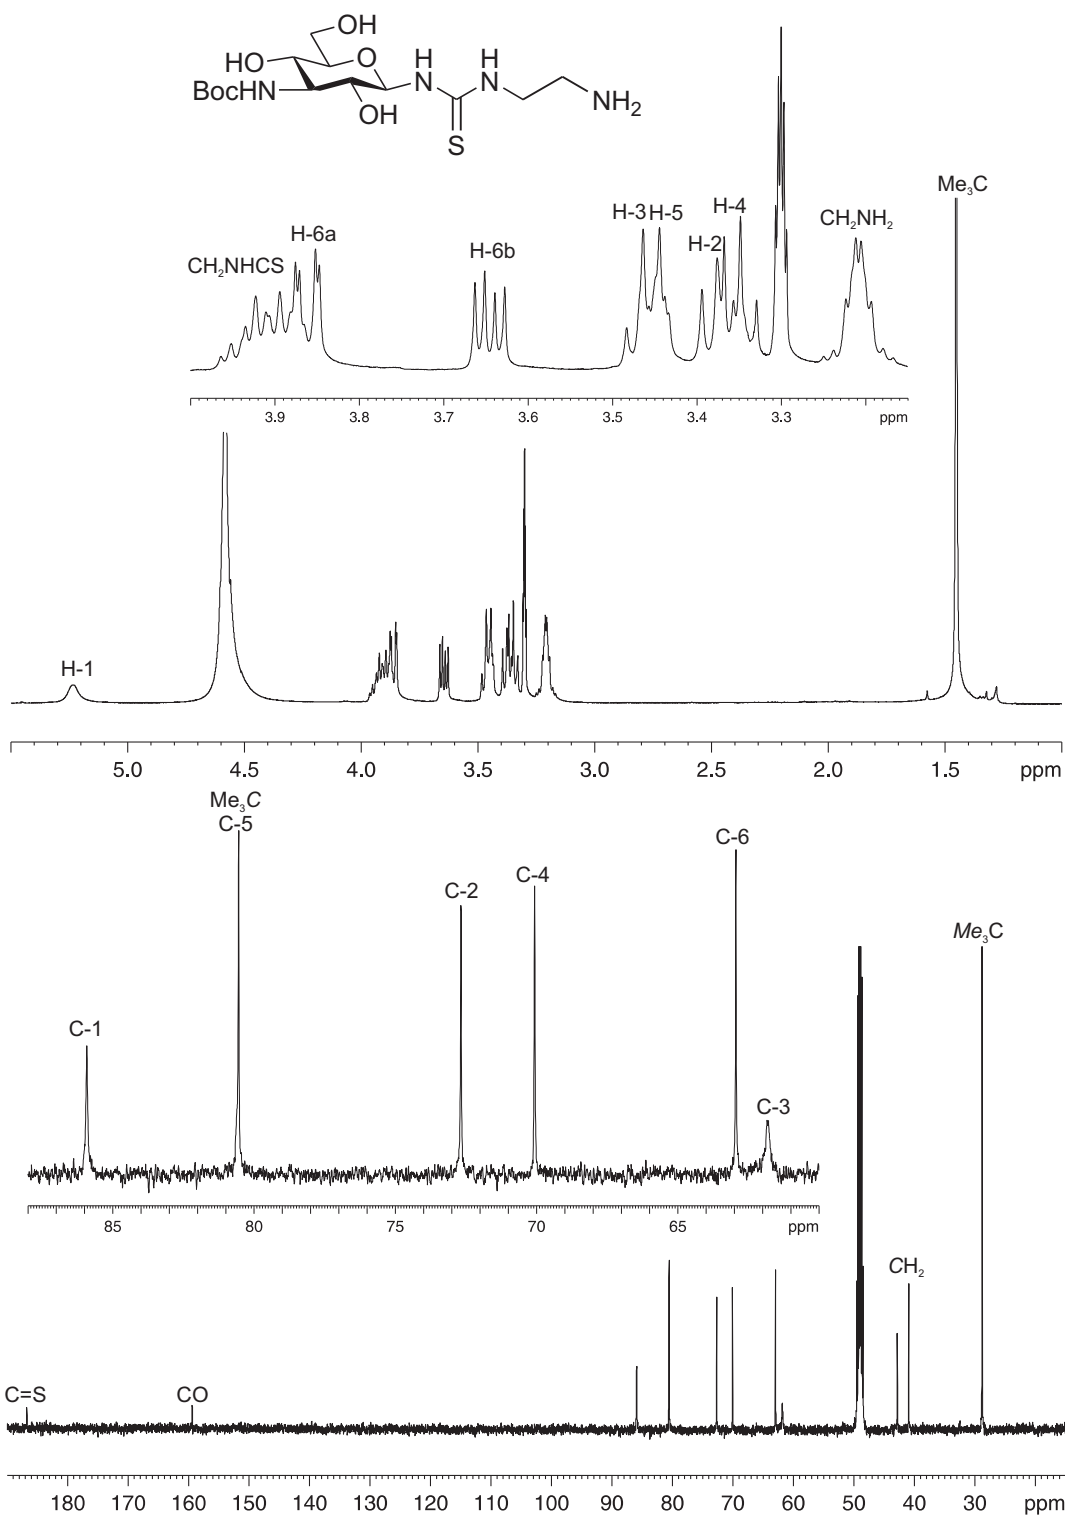 OH
HO
O
H
N
H
N
BocHN
OH
S
NH₂
Me₃C
H-3 H-5
H-4
CH₂NH₂
H-6a
H-6b
H-2
CH₂NHCS
3.9 3.8 3.7 3.6 3.5 3.4 3.3 ppm
H-1
5.0 4.5 4.0 3.5 3.0 2.5 2.0 1.5 ppm
Me₃C
C-5
C-6
C-4
C-2
Me₃C
C-1
C-3
85 80 75 70 65 ppm
CH₂
C=S
CO
180 170 160 150 140 130 120 110 100 90 80 70 60 50 40 30 ppm